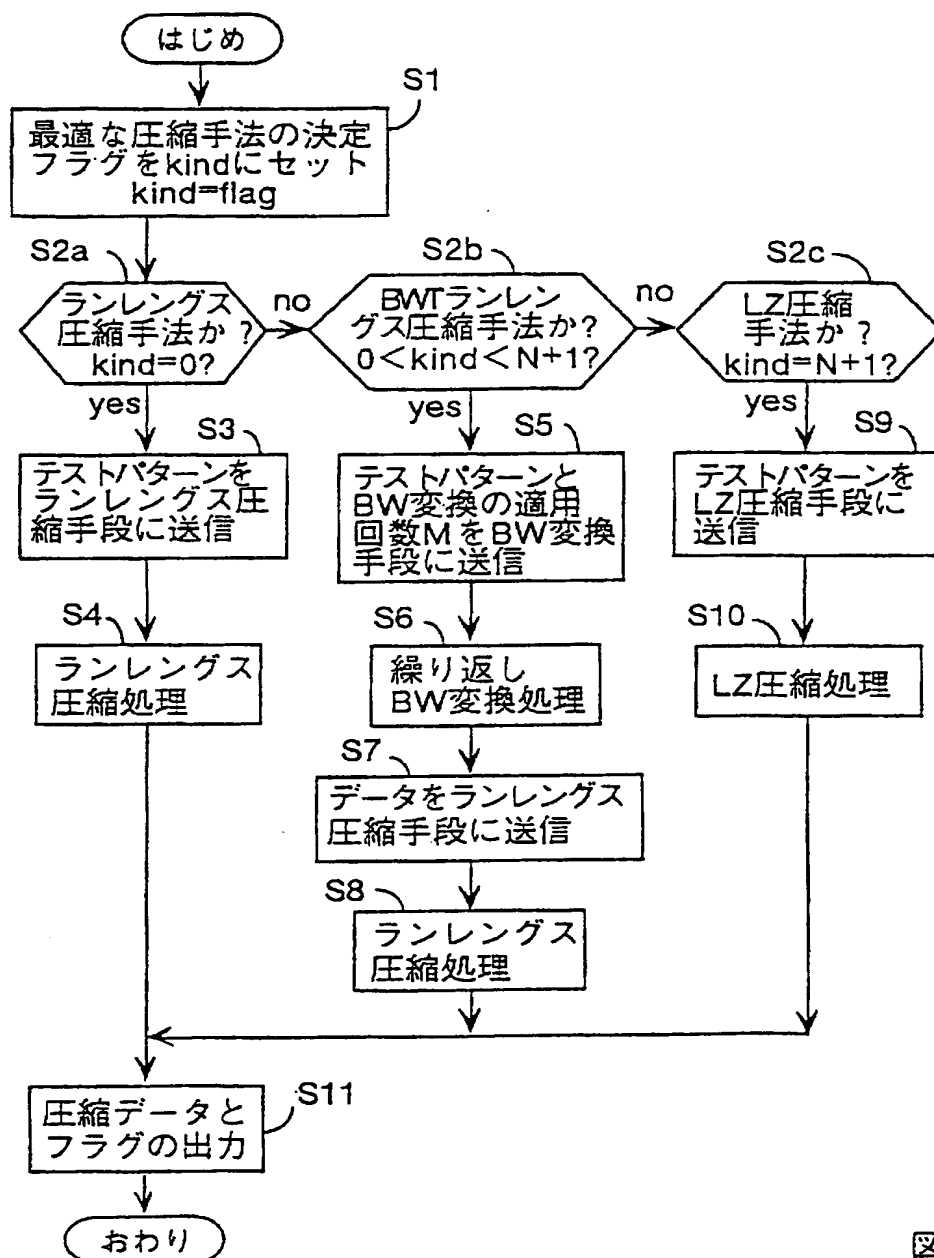 はじめ
S1
最適な圧縮手法の決定
フラグをkindにセット
kind=flag
S2a
ランレングス
圧縮手法か?
kind=0?
no
S2b
BWTランレン
グス圧縮手法か?
0<kind<N+1?
no
S2c
LZ圧縮
手法か?
kind=N+1?
yes
yes
yes
S3
テストパターンを
ランレングス圧
縮手段に送信
S5
テストパターンと
BW変換の適用
回数MをBW変換
手段に送信
S9
テストパターンを
LZ圧縮手段に
送信
S4
ランレングス
圧縮処理
S6
繰り返し
BW変換処理
S10
LZ圧縮処理
S7
データをランレングス
圧縮手段に送信
S8
ランレングス
圧縮処理
S11
圧縮データと
フラグの出力
おわり
図